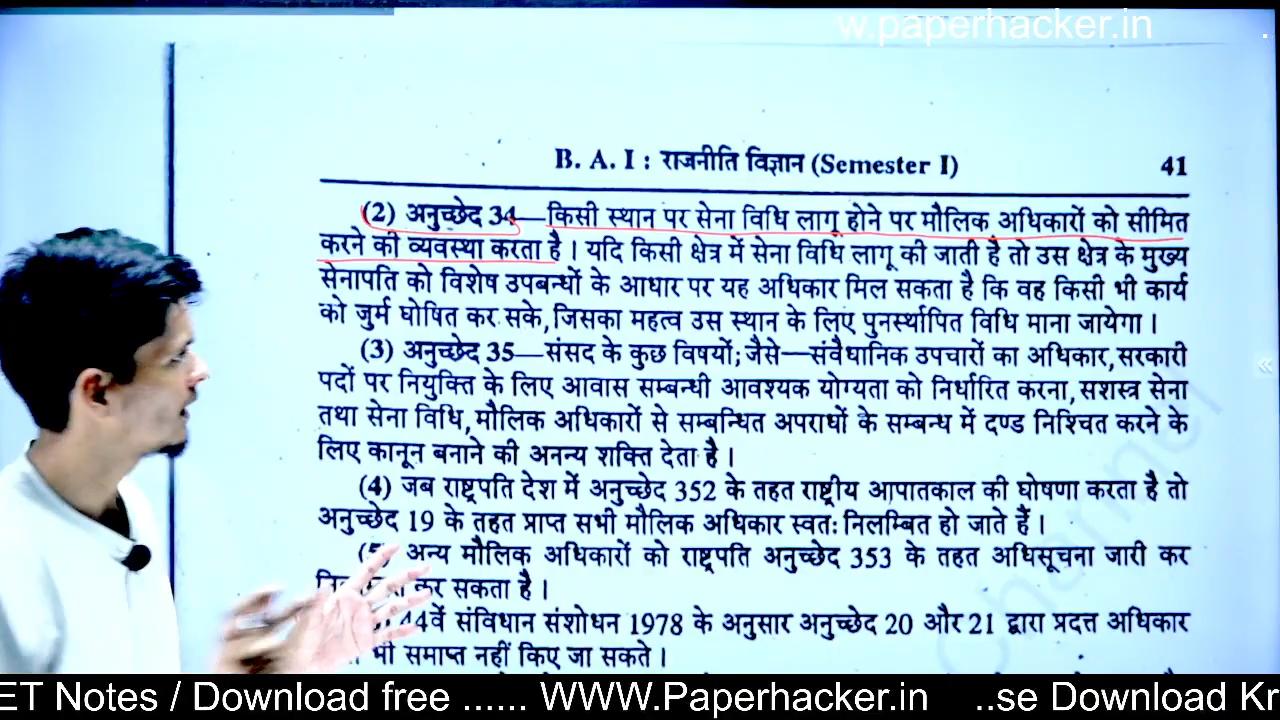 w.paperhacker.in
B. A. I : राजनीति विज्ञान (Semester I) 41
(2) अनुच्छेद 34—किसी स्थान पर सेना विधि लागू होने पर मौलिक अधिकारों को सीमित
करने की व्यवस्था करता है । यदि किसी क्षेत्र में सेना विधि लागू की जाती है तो उस क्षेत्र के मुख्य
सेनापति को विशेष उपबन्धों के आधार पर यह अधिकार मिल सकता है कि वह किसी भी कार्य
को जुर्म घोषित कर सके, जिसका महत्व उस स्थान के लिए पुनर्स्थापित विधि माना जायेगा ।
(3) अनुच्छेद 35—संसद के कुछ विषयों; जैसे—संवैधानिक उपचारों का अधिकार, सरकारी
पदों पर नियुक्ति के लिए आवास सम्बन्धी आवश्यक योग्यता को निर्धारित करना, सशस्त्र सेना
तथा सेना विधि, मौलिक अधिकारों से सम्बन्धित अपराधों के सम्बन्ध में दण्ड निश्चित करने के
लिए कानून बनाने की अनन्य शक्ति देता है ।
(4) जब राष्ट्रपति देश में अनुच्छेद 352 के तहत राष्ट्रीय आपातकाल की घोषणा करता है तो
अनुच्छेद 19 के तहत प्राप्त सभी मौलिक अधिकार स्वतः निलम्बित हो जाते हैं ।
(5) अन्य मौलिक अधिकारों को राष्ट्रपति अनुच्छेद 353 के तहत अधिसूचना जारी कर
कर सकता है ।
44वें संविधान संशोधन 1978 के अनुसार अनुच्छेद 20 और 21 द्वारा प्रदत्त अधिकार
भी समाप्त नहीं किए जा सकते ।
ET Notes / Download free ...... WWW.Paperhacker.in ..se Download Kr